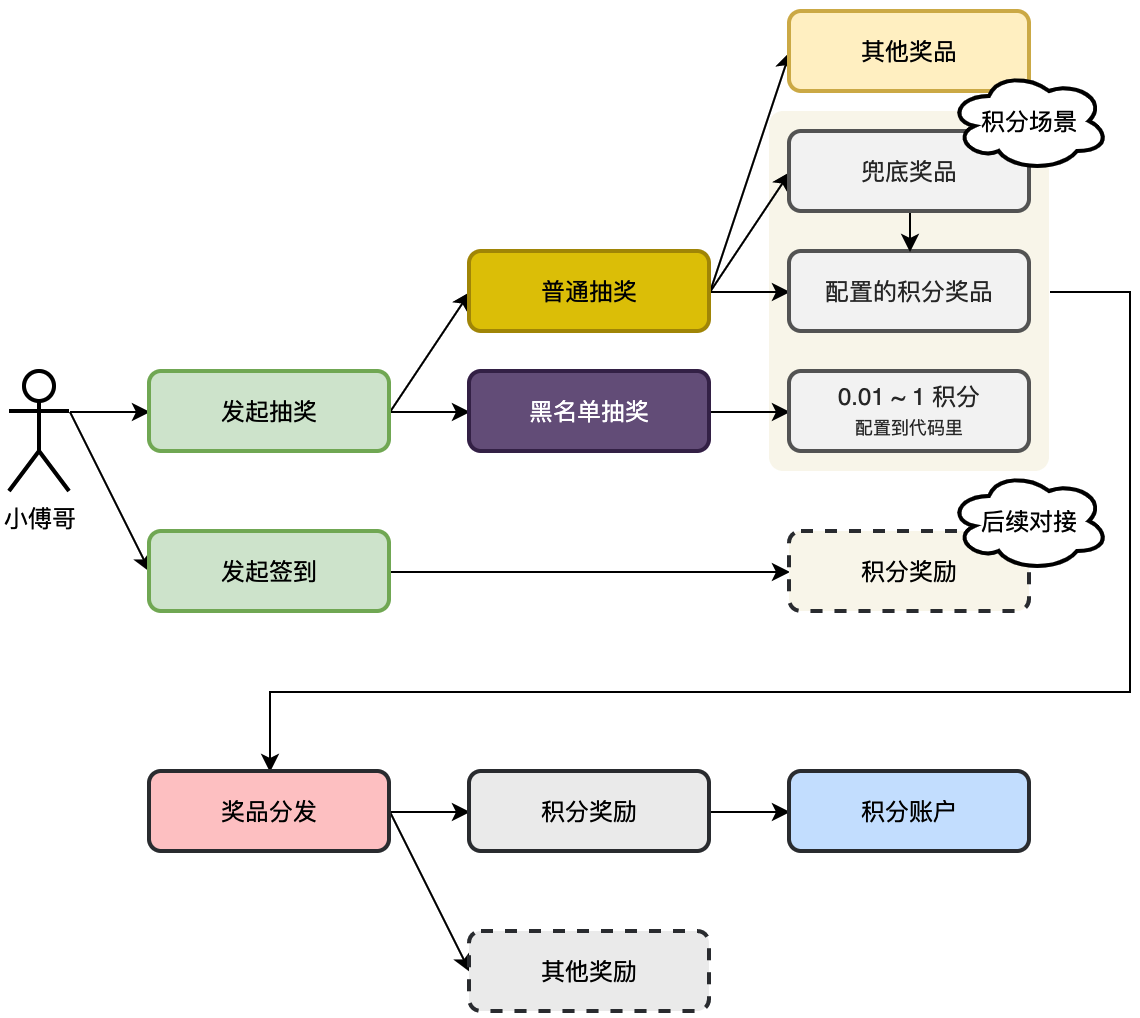 其他奖品
积分场景
兜底奖品
普通抽奖
配置的积分奖品
发起抽奖
黑名单抽奖
0.01 ~ 1 积分
配置到代码里
小傅哥
后续对接
发起签到
积分奖励
奖品分发
积分奖励
积分账户
其他奖励